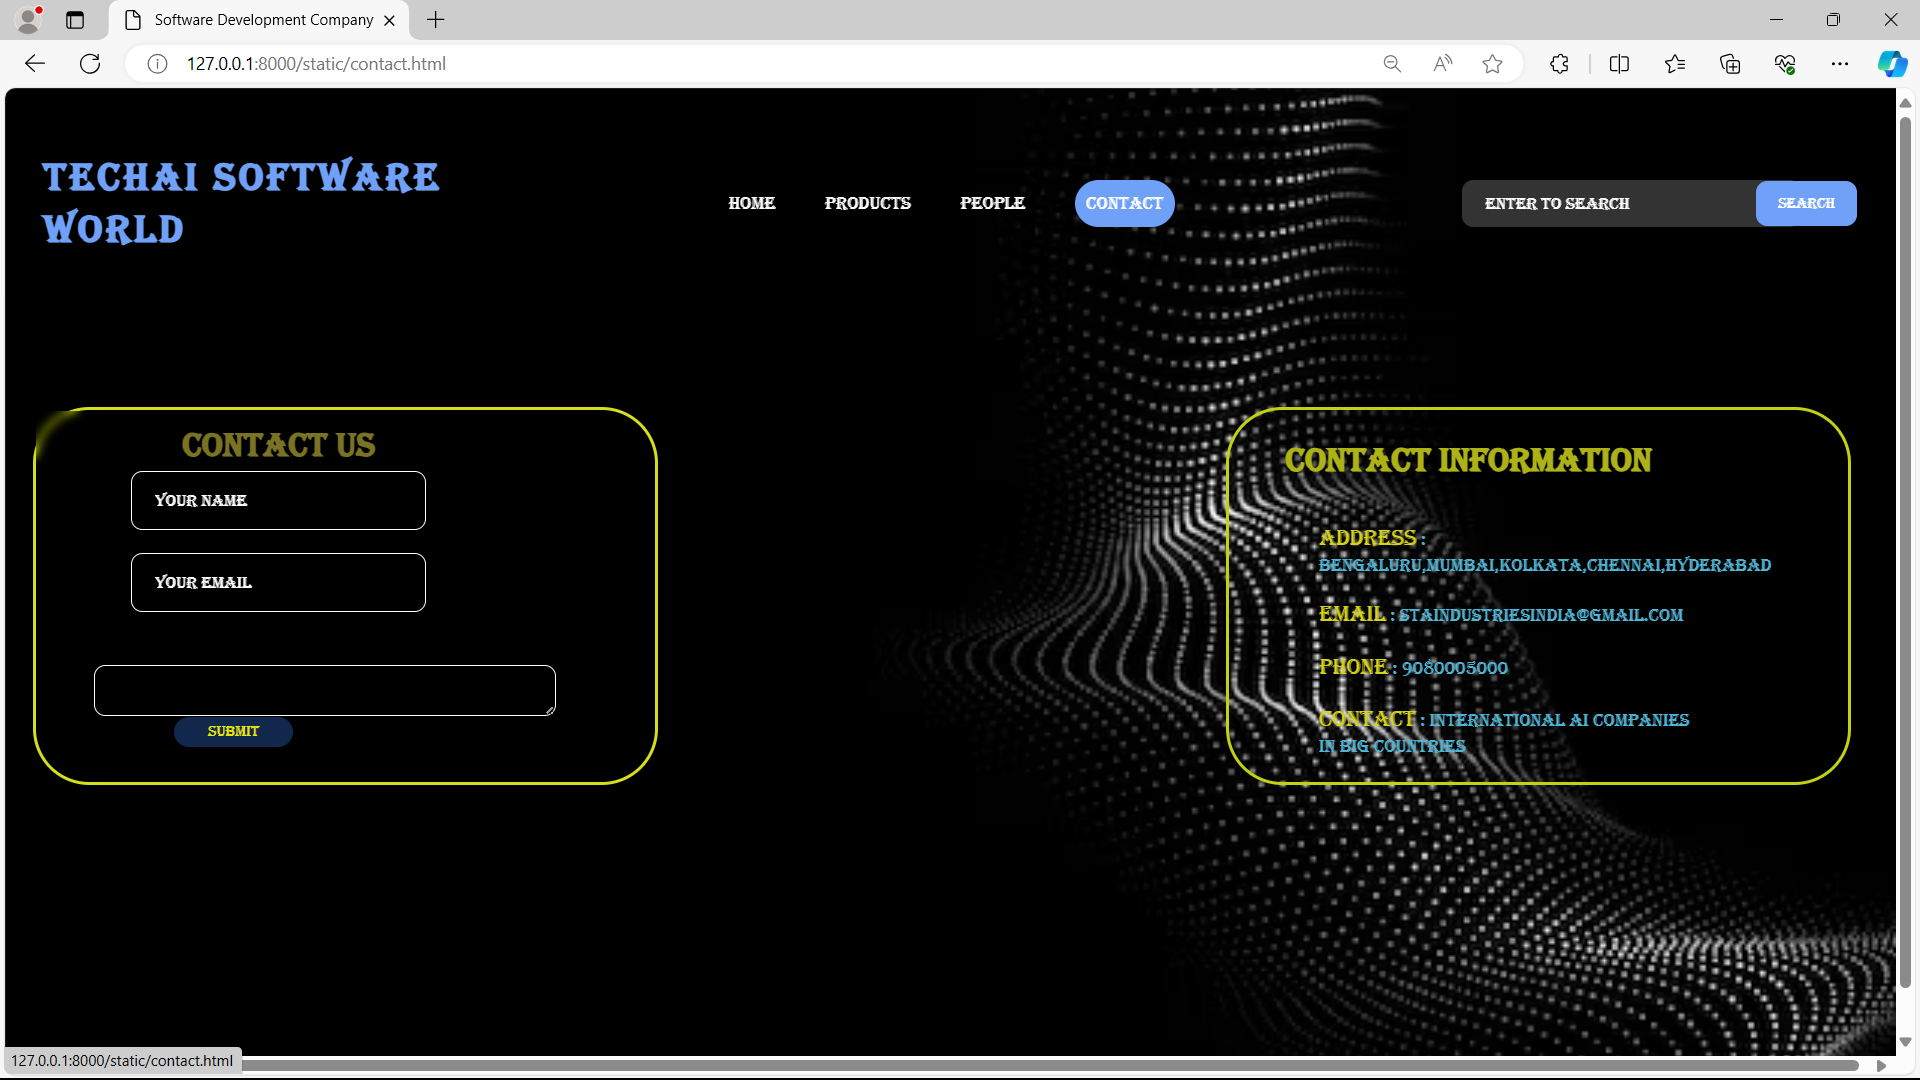 Software Development Company
127.0.0.1:8000/static/contact.html
TECHAI SOFTWARE
WORLD
HOME PRODUCTS PEOPLE CONTACT
ENTER TO SEARCH SEARCH
CONTACT US
YOUR NAME
YOUR EMAIL
SUBMIT
CONTACT INFORMATION
ADDRESS :
BENGALURU,MUMBAI,KOLKATA,CHENNAI,HYDERABAD
EMAIL : STAINDUSTRIESINDIA@GMAIL.COM
PHONE : 9080005000
CONTACT : INTERNATIONAL AI COMPANIES
IN BIG COUNTRIES
127.0.0.1:8000/static/contact.html